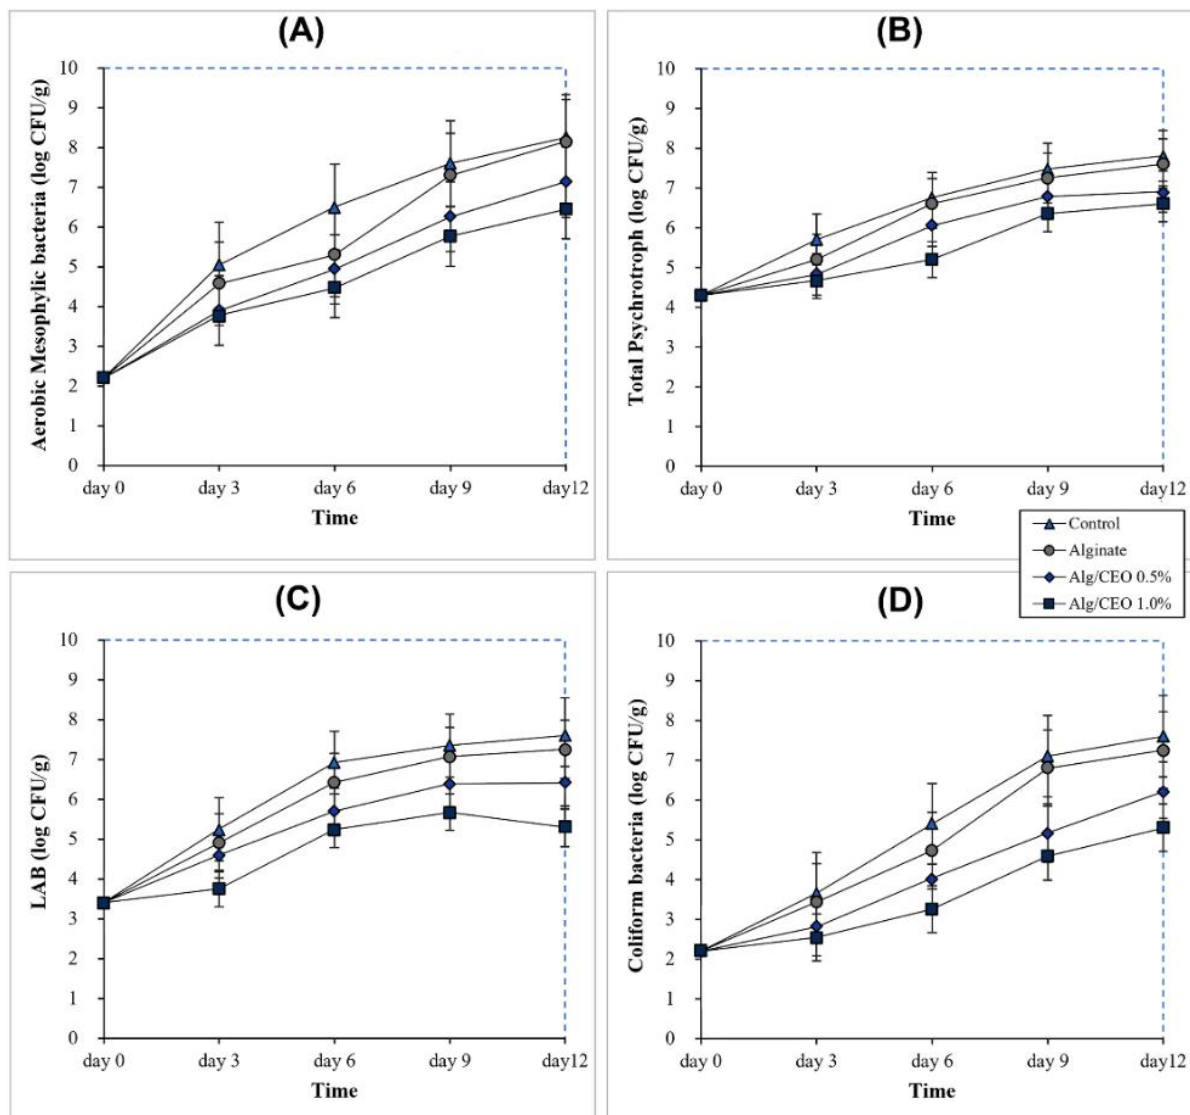 (A)
Aerobic Mesophylic bacteria (log CFU/g)
10
9
8
7
6
5
4
3
2
1
0
day 0 day 3 day 6 day 9 day12
Time
(B)
Total Psychrotroph (log CFU/g)
10
9
8
7
6
5
4
3
2
1
0
day 0 day 3 day 6 day 9 day12
Time
Control
Alginate
Alg/CEO 0.5%
Alg/CEO 1.0%
(C)
LAB (log CFU/g)
10
9
8
7
6
5
4
3
2
1
0
day 0 day 3 day 6 day 9 day12
Time
(D)
Coliform bacteria (log CFU/g)
10
9
8
7
6
5
4
3
2
1
0
day 0 day 3 day 6 day 9 day12
Time